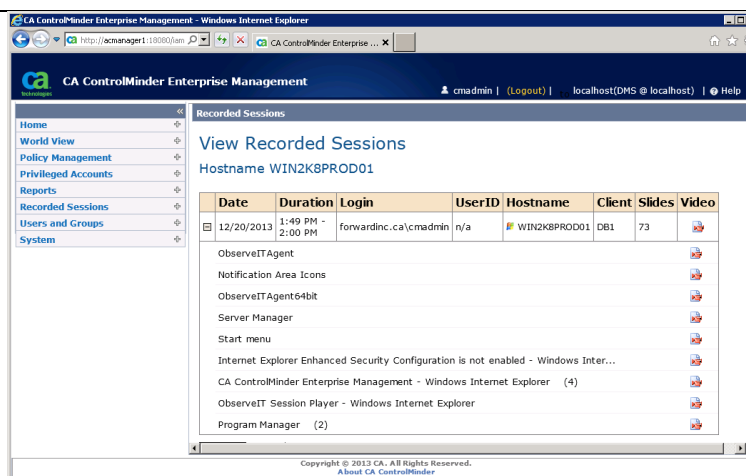 CA ControlMinder Enterprise Management - Windows Internet Explorer
http://acmanager1:18080/iam
CA ControlMinder Enterprise ...
ca
technologies
CA ControlMinder Enterprise Management
cmadmin | (Logout) | localhost(DMS @ localhost) | Help
Home
World View
Policy Management
Privileged Accounts
Reports
Recorded Sessions
Users and Groups
System
Recorded Sessions
View Recorded Sessions
Hostname WIN2K8PROD01
Date Duration Login UserID Hostname Client Slides Video
12/20/2013 1:49 PM - 2:00 PM forwardinc.ca\cmadmin n/a WIN2K8PROD01 DB1 73
ObserveITAgent
Notification Area Icons
ObserveITAgent64bit
Server Manager
Start menu
Internet Explorer Enhanced Security Configuration is not enabled - Windows Inter...
CA ControlMinder Enterprise Management - Windows Internet Explorer (4)
ObserveIT Session Player - Windows Internet Explorer
Program Manager (2)
Copyright © 2013 CA. All Rights Reserved.
About CA ControlMinder